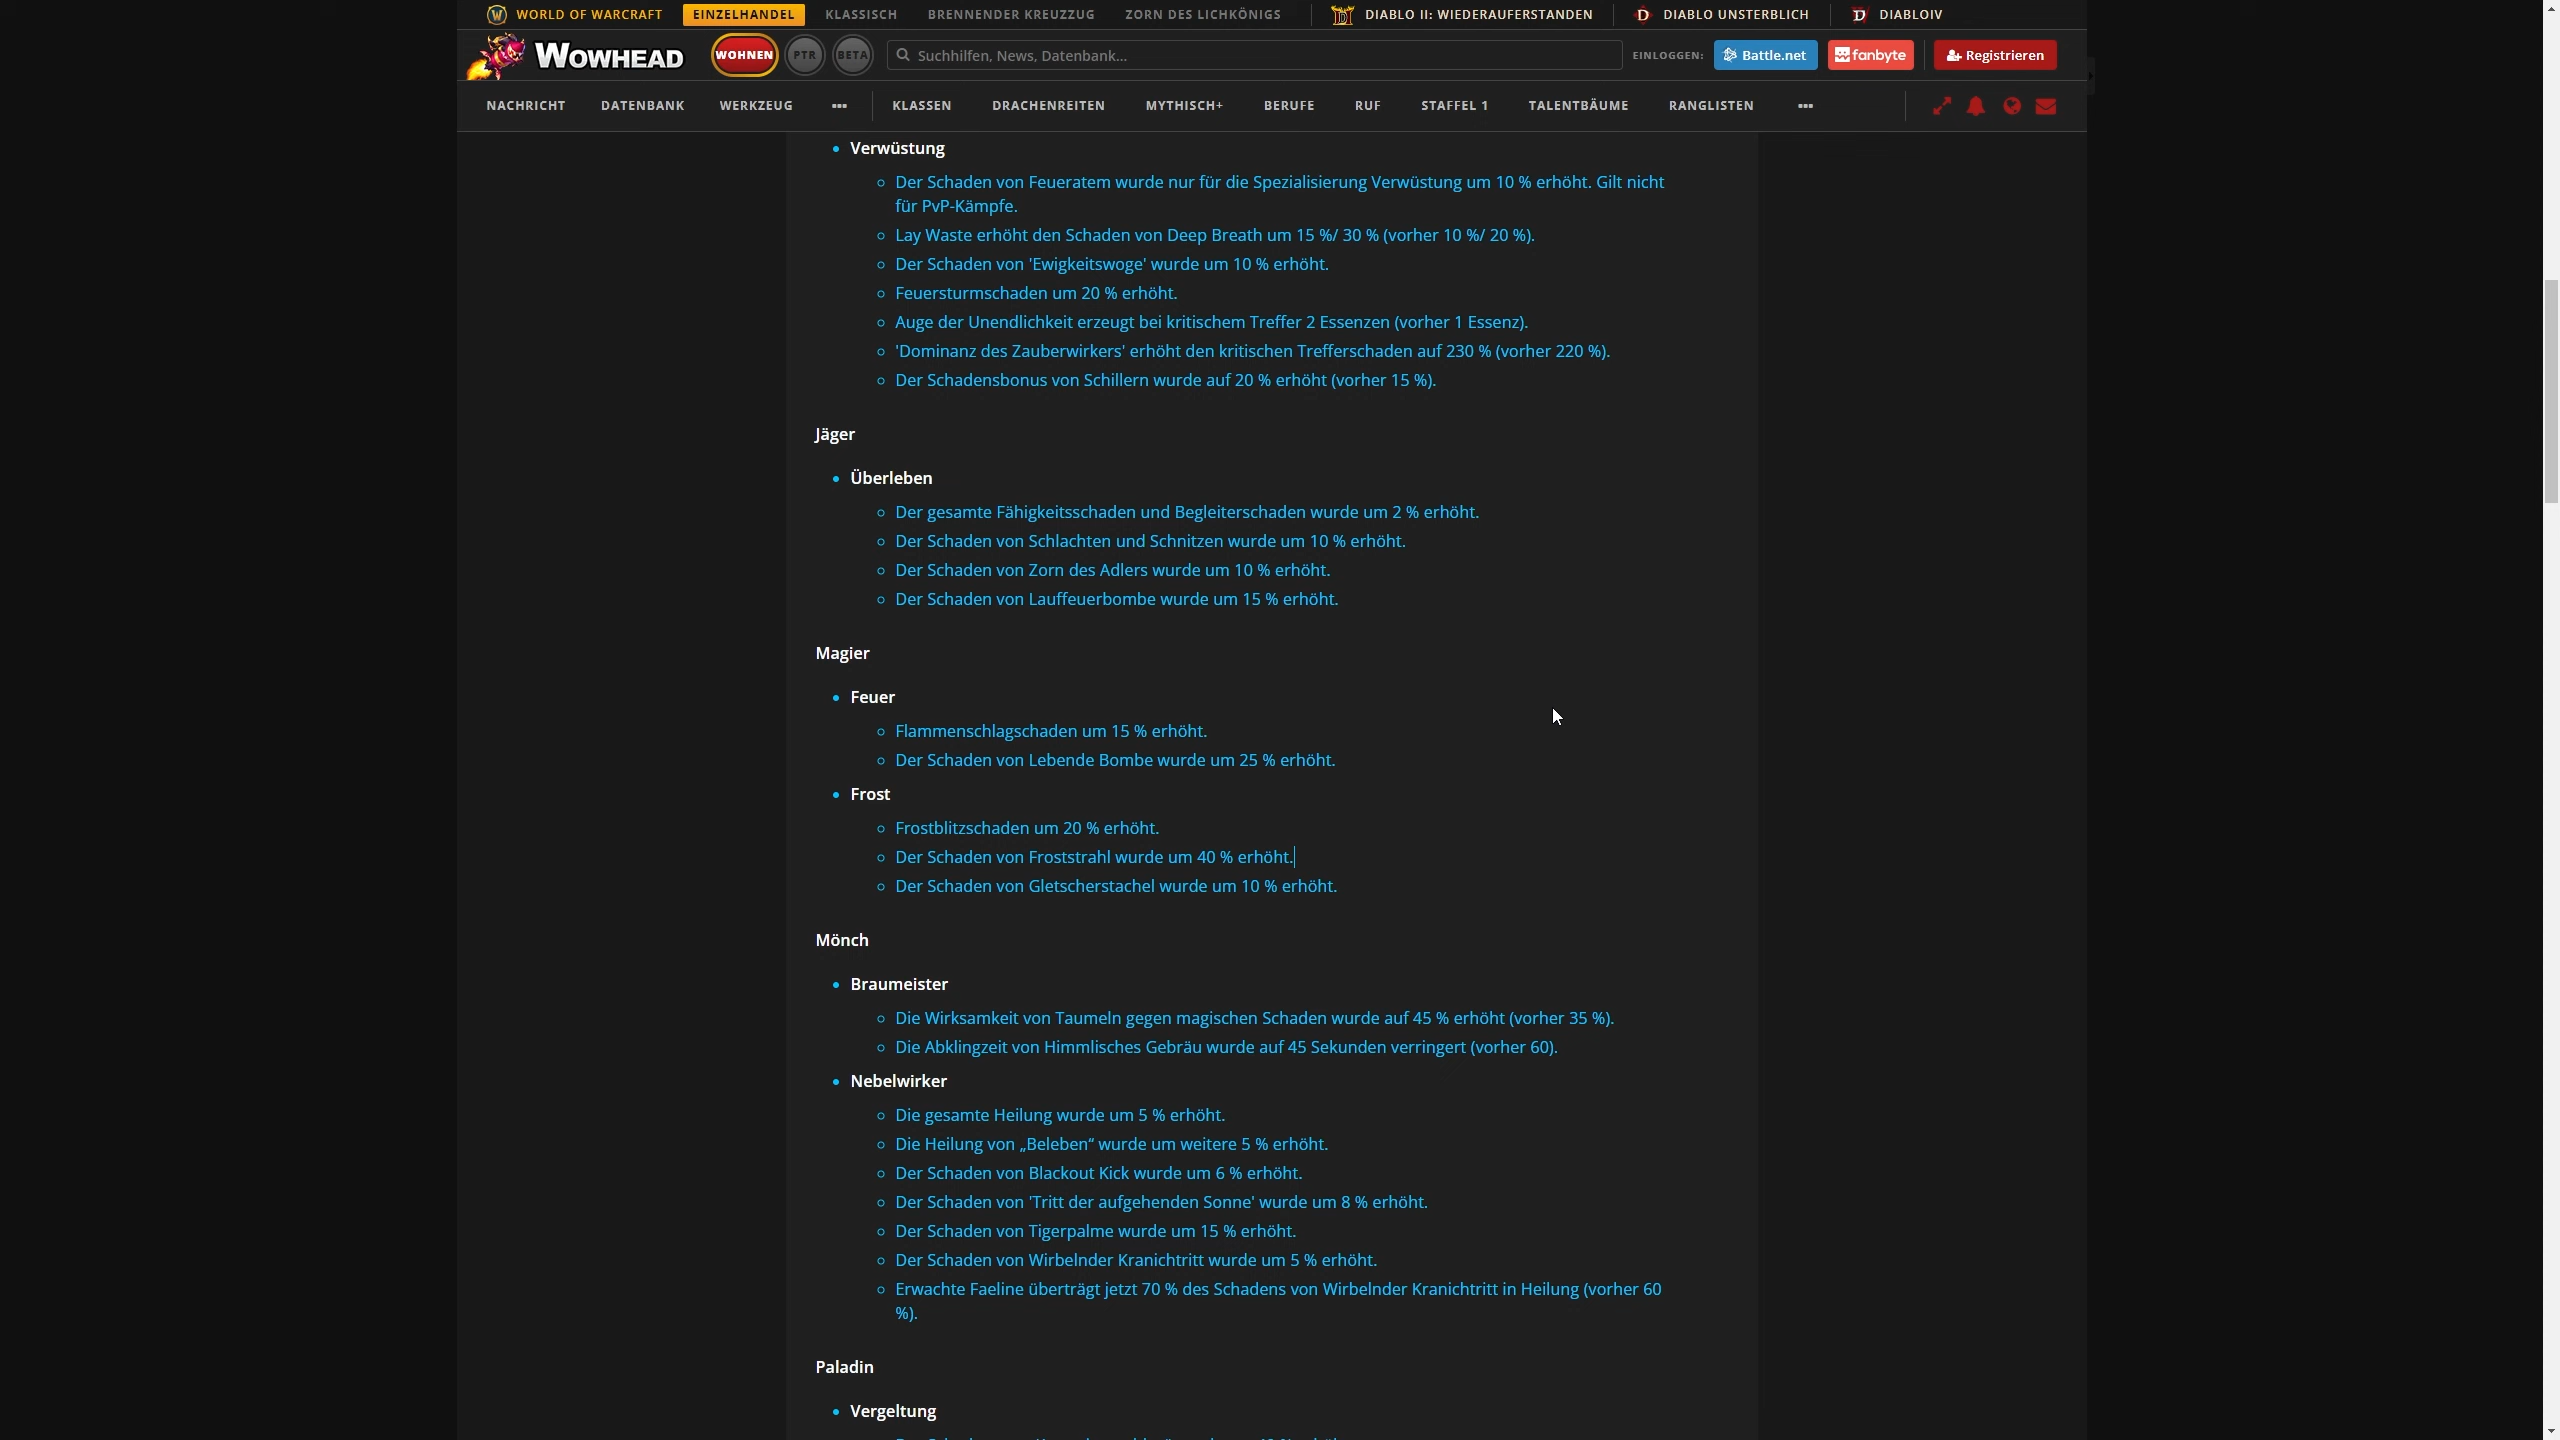 WORLD OF WARCRAFT EINZELHANDEL KLASSISCH BRENNENDER KREUZZUG ZORN DES LICHKÖNIGS DIABLO II: WIEDERAUFERSTANDEN DIABLO UNSTERBLICH DIABLOIV
WOWHEAD WOHNEN PTR BETA Suchhilfen, News, Datenbank... EINLOGGEN: Battle.net fanbyte Registrieren
NACHRICHT DATENBANK WERKZEUG ••• KLASSEN DRACHENREITEN MYTHISCH+ BERUFE RUF STAFFEL 1 TALENTBÄUME RANGLISTEN •••
Verwüstung
Der Schaden von Feueratem wurde nur für die Spezialisierung Verwüstung um 10 % erhöht. Gilt nicht
für PvP-Kämpfe.
Lay Waste erhöht den Schaden von Deep Breath um 15 %/ 30 % (vorher 10 %/ 20 %).
Der Schaden von 'Ewigkeitswoge' wurde um 10 % erhöht.
Feuersturmschaden um 20 % erhöht.
Auge der Unendlichkeit erzeugt bei kritischem Treffer 2 Essenzen (vorher 1 Essenz).
'Dominanz des Zauberwirkers' erhöht den kritischen Trefferschaden auf 230 % (vorher 220 %).
Der Schadensbonus von Schillern wurde auf 20 % erhöht (vorher 15 %).
Jäger
Überleben
Der gesamte Fähigkeitsschaden und Begleiterschaden wurde um 2 % erhöht.
Der Schaden von Schlachten und Schnitzen wurde um 10 % erhöht.
Der Schaden von Zorn des Adlers wurde um 10 % erhöht.
Der Schaden von Lauffeuerbombe wurde um 15 % erhöht.
Magier
Feuer
Flammenschlagschaden um 15 % erhöht.
Der Schaden von Lebende Bombe wurde um 25 % erhöht.
Frost
Frostblitzschaden um 20 % erhöht.
Der Schaden von Froststrahl wurde um 40 % erhöht.
Der Schaden von Gletscherstachel wurde um 10 % erhöht.
Mönch
Braumeister
Die Wirksamkeit von Taumeln gegen magischen Schaden wurde auf 45 % erhöht (vorher 35 %).
Die Abklingzeit von Himmlisches Gebräu wurde auf 45 Sekunden verringert (vorher 60).
Nebelwirker
Die gesamte Heilung wurde um 5 % erhöht.
Die Heilung von „Beleben“ wurde um weitere 5 % erhöht.
Der Schaden von Blackout Kick wurde um 6 % erhöht.
Der Schaden von 'Tritt der aufgehenden Sonne' wurde um 8 % erhöht.
Der Schaden von Tigerpalme wurde um 15 % erhöht.
Der Schaden von Wirbelnder Kranichtritt wurde um 5 % erhöht.
Erwachte Faeline überträgt jetzt 70 % des Schadens von Wirbelnder Kranichtritt in Heilung (vorher 60
%).
Paladin
Vergeltung